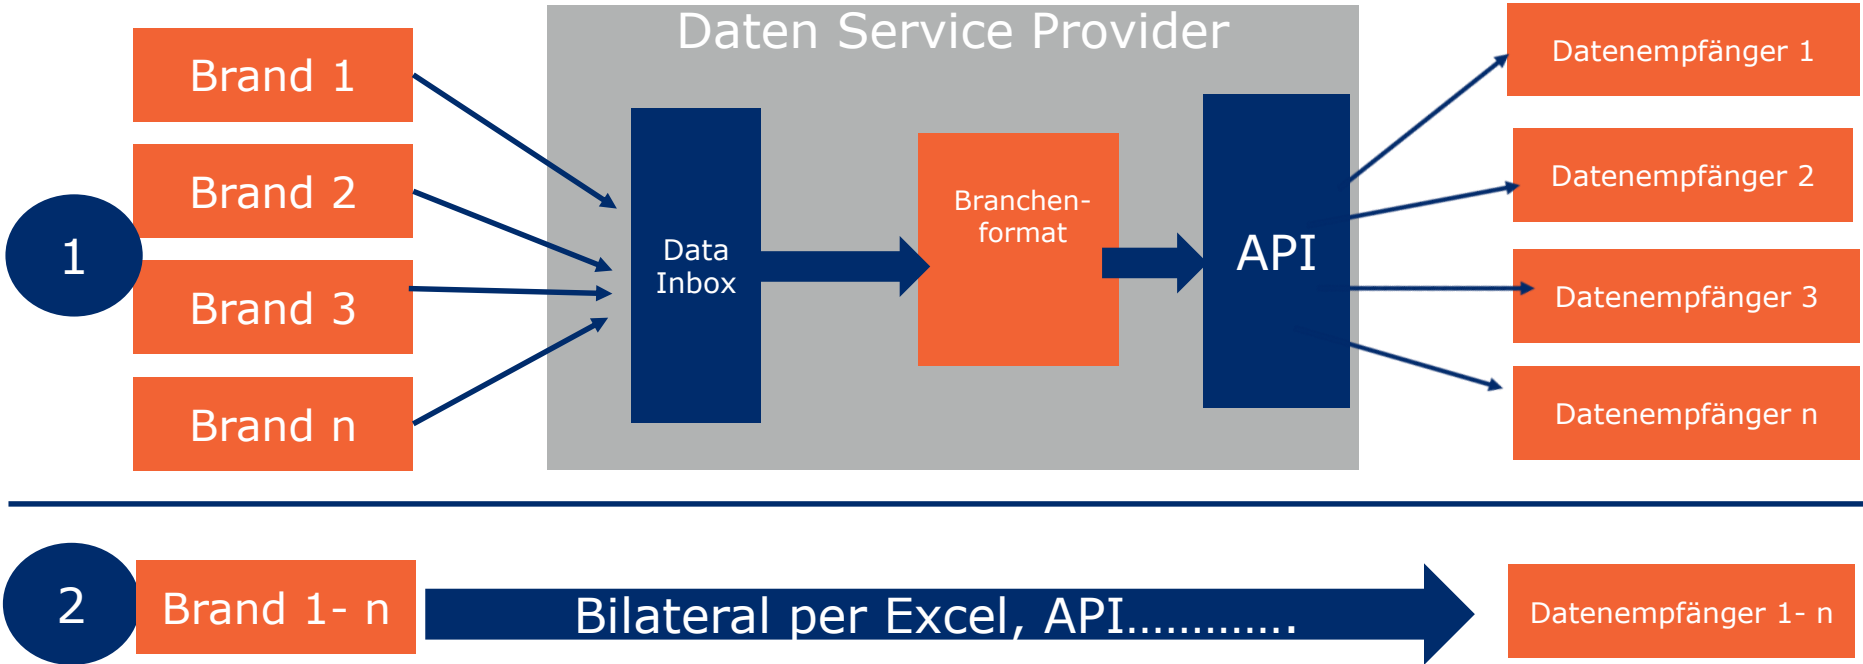 Daten Service Provider
1
Brand 1
Brand 2
Brand 3
Brand n
Data
Inbox
Branchen-
format
API
Datenempfänger 1
Datenempfänger 2
Datenempfänger 3
Datenempfänger n
2
Brand 1- n
Bilateral per Excel, API………….
Datenempfänger 1- n